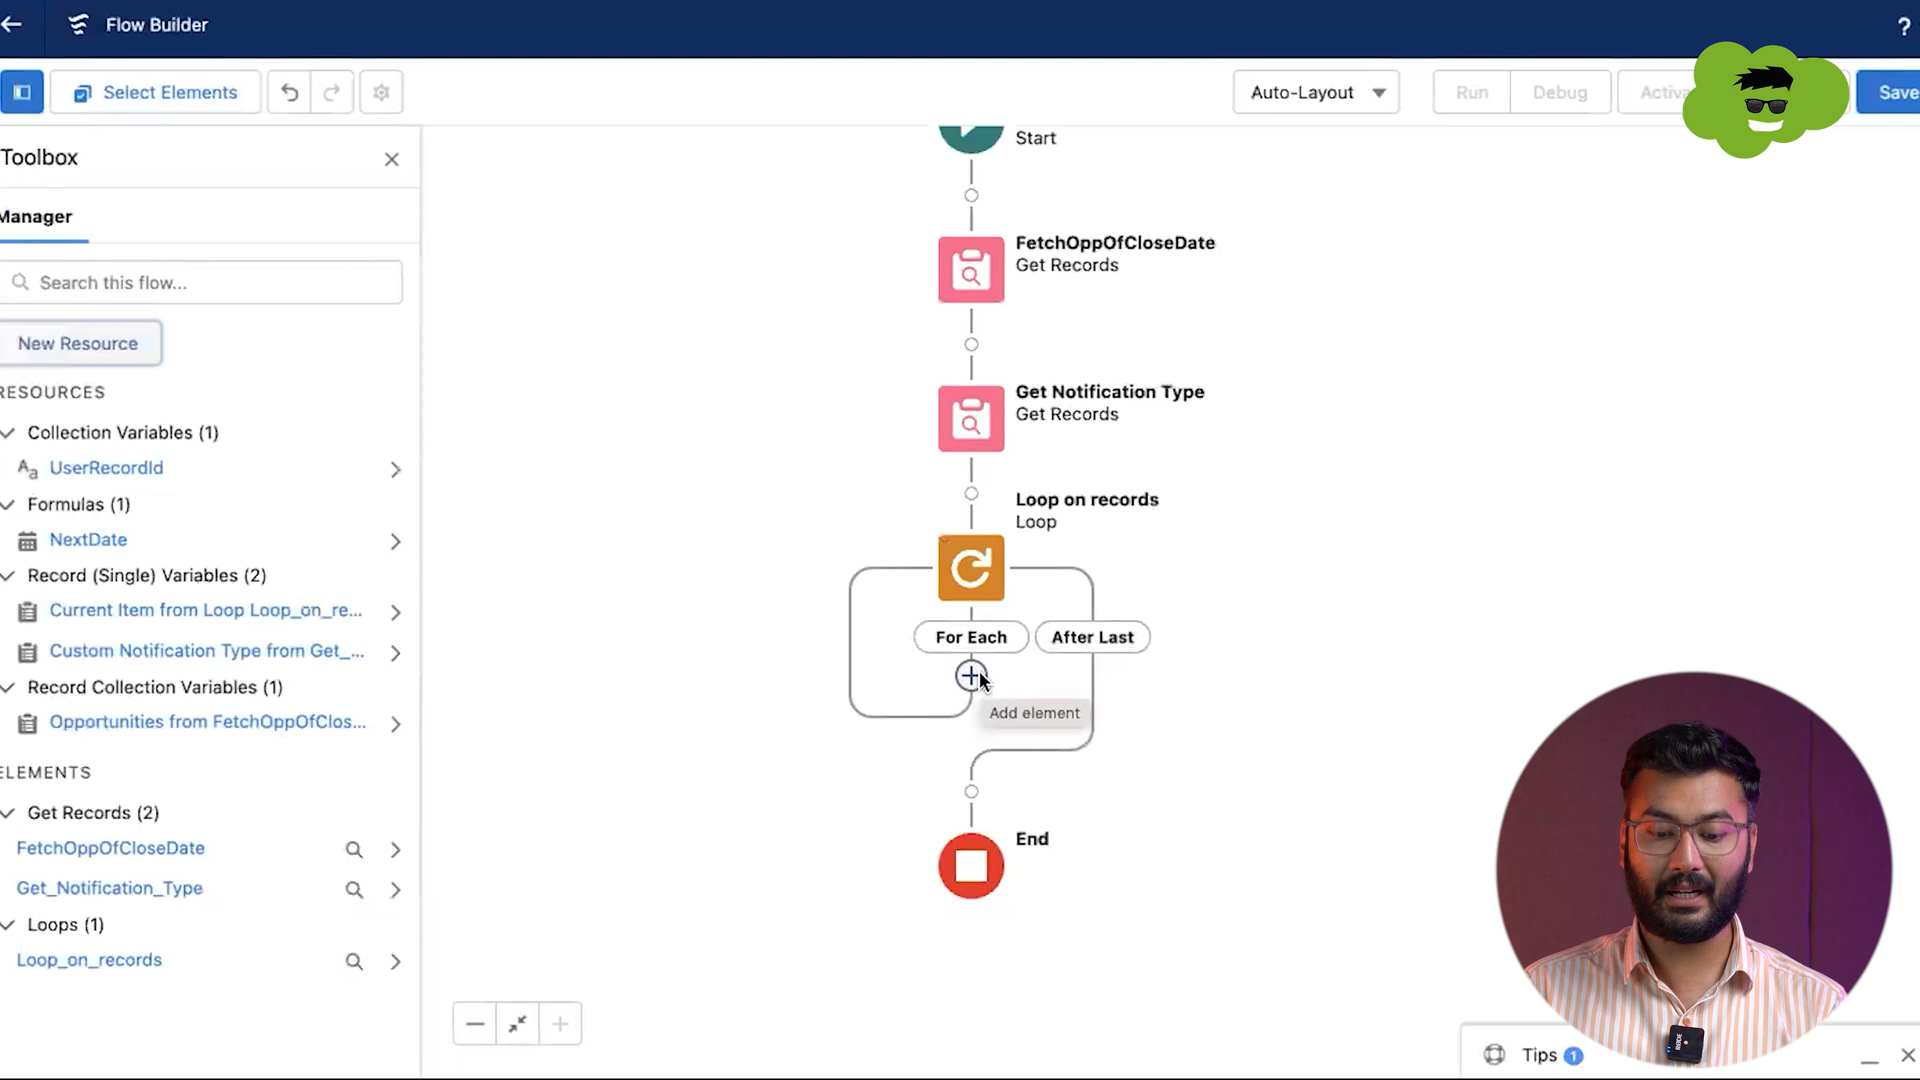 Flow Builder
?
Select Elements
Auto-Layout
Run
Debug
Save
Toolbox
Manager
Search this flow...
New Resource
RESOURCES
Collection Variables (1)
UserRecordId
Formulas (1)
NextDate
Record (Single) Variables (2)
Current Item from Loop Loop_on_re...
Custom Notification Type from Get_...
Record Collection Variables (1)
Opportunities from FetchOppOfClos...
ELEMENTS
Get Records (2)
FetchOppOfCloseDate
Get_Notification_Type
Loops (1)
Loop_on_records
Start
FetchOppOfCloseDate
Get Records
Get Notification Type
Get Records
Loop on records
Loop
For Each
After Last
Add element
End
Tips 1